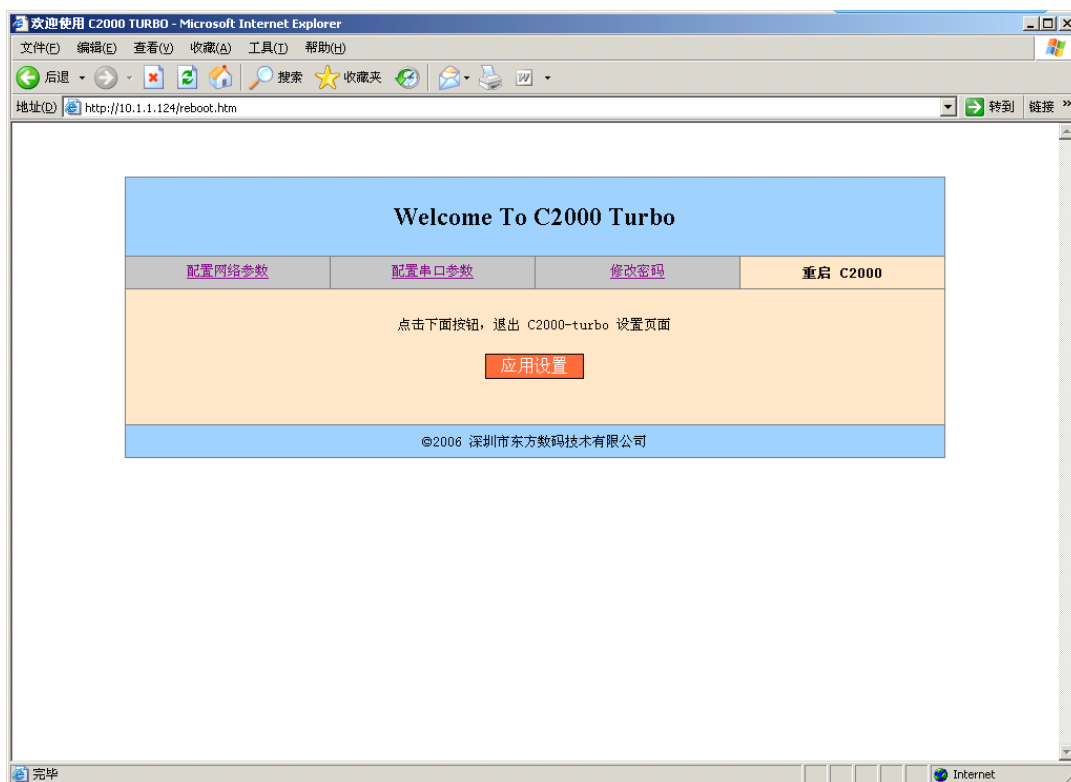 欢迎使用 C2000 TURBO - Microsoft Internet Explorer
文件(F) 编辑(E) 查看(V) 收藏(A) 工具(T) 帮助(H)
后退 搜索 收藏夹
地址(D) http://10.1.1.124/reboot.htm 转到 链接 »
Welcome To C2000 Turbo
配置网络参数 配置串口参数 修改密码 重启 C2000
点击下面按钮，退出 C2000-turbo 设置页面
应用设置
©2006 深圳市东方数码技术有限公司
完毕 Internet